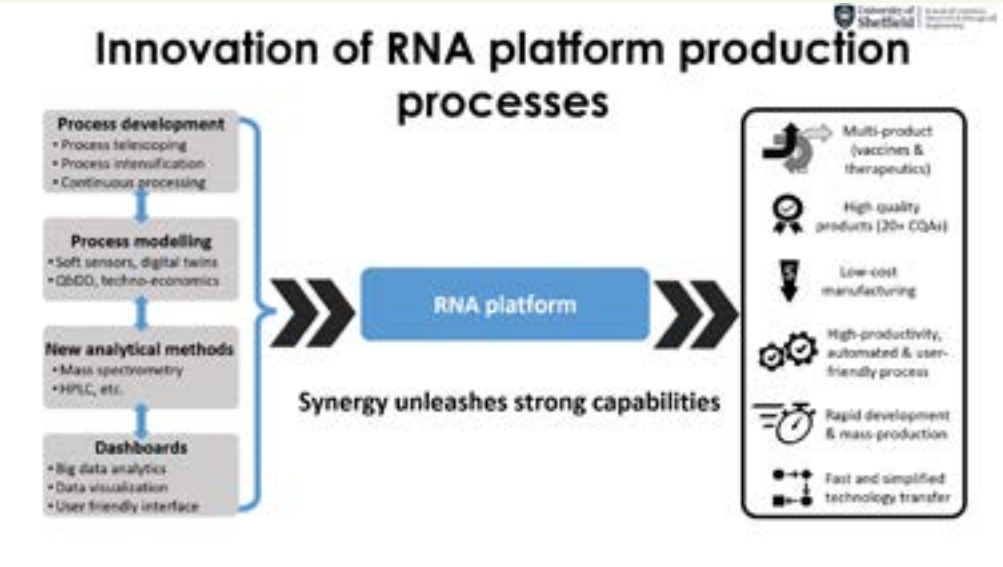 University of
Sheffield
Innovation of RNA platform production
processes
Process development
• Process telescoping
• Process intensification
• Continuous processing
Process modelling
• Soft sensors, digital twins
• QbDD, techno-economics
New analytical methods
• Mass spectrometry
• HPLC, etc.
Dashboards
• Big data analytics
• Data visualization
• User friendly interface
RNA platform
Synergy unleashes strong capabilities
Multi-product
(vaccines &
therapeutics)
High quality
products (20+ CQAs)
Low-cost
manufacturing
High-productivity,
automated & user-
friendly process
Rapid development
& mass-production
Fast and simplified
technology transfer